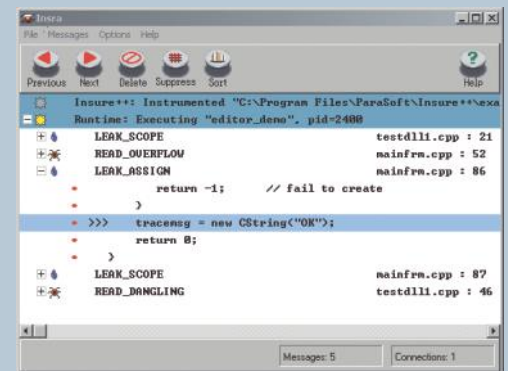 Insra
File Messages Options Help
Previous Next Delete Suppress Sort Help
Insure++: Instrumented "C:\Program Files\ParaSoft\Insure++\exa
Runtime: Executing "editor_demo", pid=2400
LEAK_SCOPE testdll1.cpp : 21
READ_OVERFLOW mainfrm.cpp : 52
LEAK_ASSIGN mainfrm.cpp : 86
return -1; // fail to create
}
>>> tracemsg = new CString("OK");
return 0;
}
LEAK_SCOPE mainfrm.cpp : 87
READ_DANGLING testdll1.cpp : 46
Messages: 5 Connections: 1